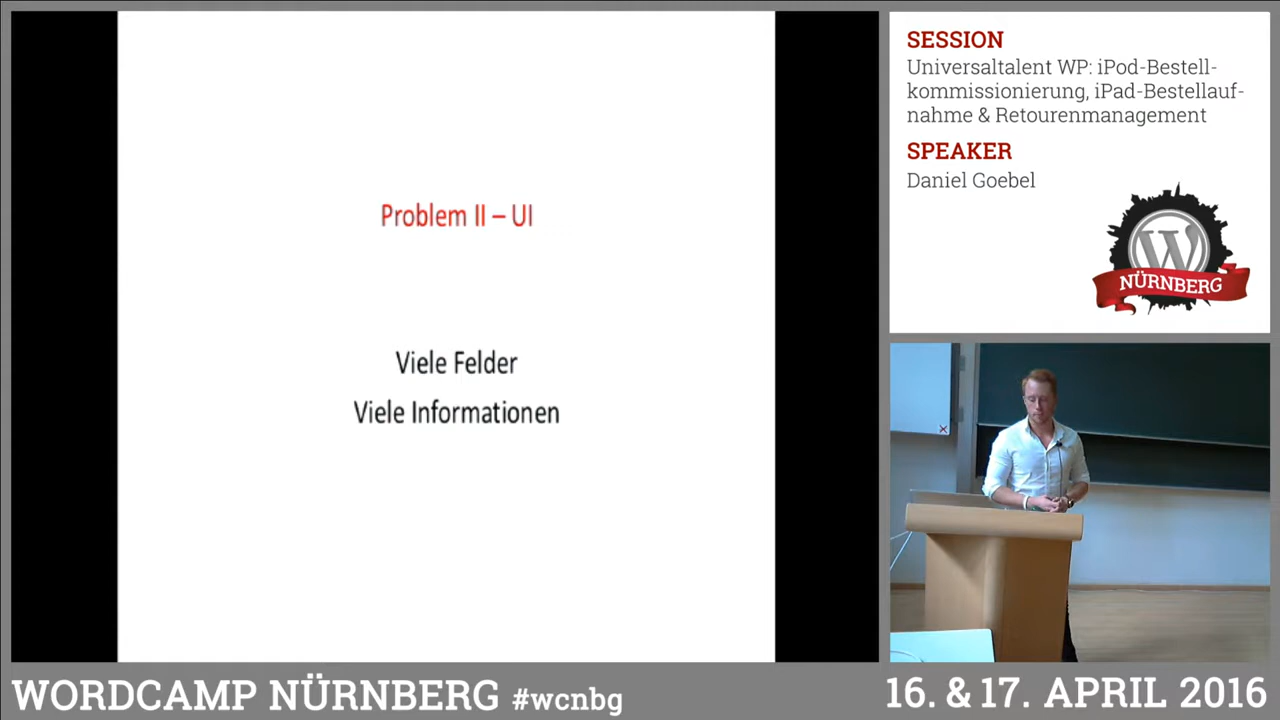 Problem II – UI
Viele Felder
Viele Informationen
SESSION
Universaltalent WP: iPod-Bestell-
kommissionierung, iPad-Bestellauf-
nahme & Retourenmanagement
SPEAKER
Daniel Goebel
W
NÜRNBERG
WORDCAMP NÜRNBERG #wcnbg
16. & 17. APRIL 2016